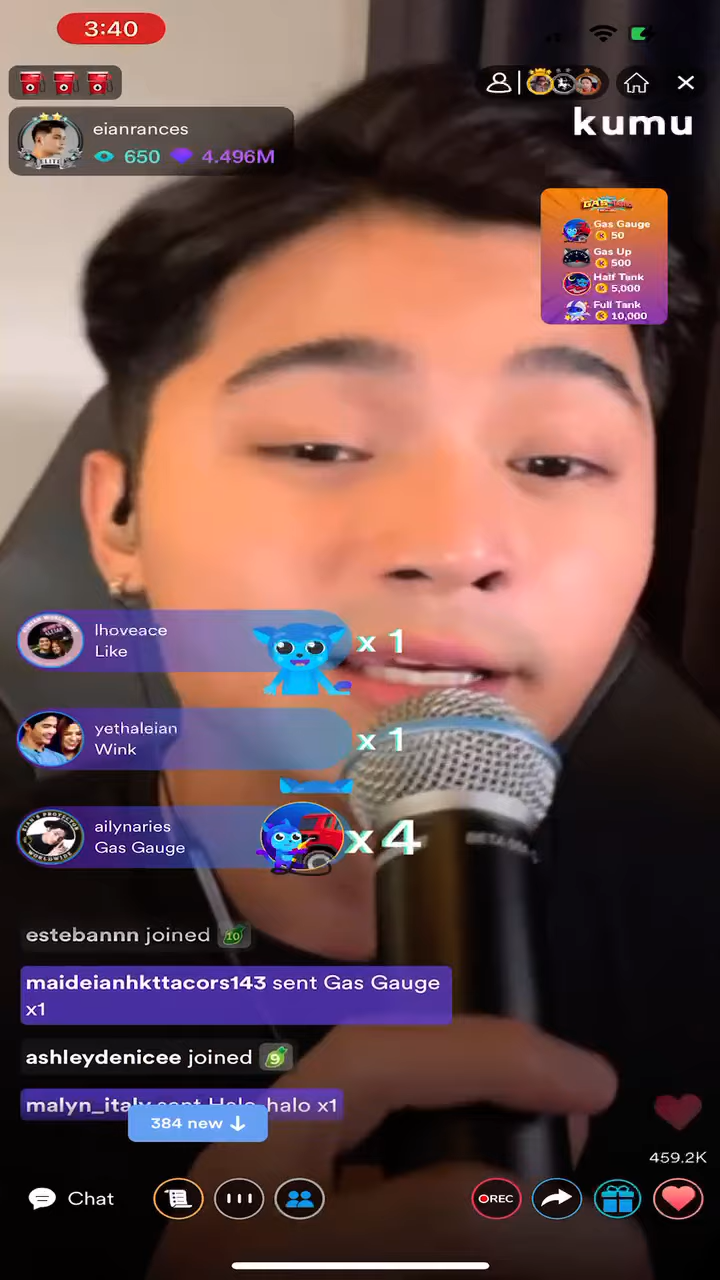 3:40
eianrances
650 4.496M
ELITE
kumu
Gas Gauge
50
Gas Up
500
Half Tank
5,000
Full Tank
10,000
lhoveace
Like
x 1
yethaleian
Wink
x 1
ailynaries
Gas Gauge
x4
estebannn joined 10
maideianhkttacors143 sent Gas Gauge
x1
ashleydenicee joined 9
malyn_italy sent Halo-halo x1
384 new
459.2K
Chat
REC